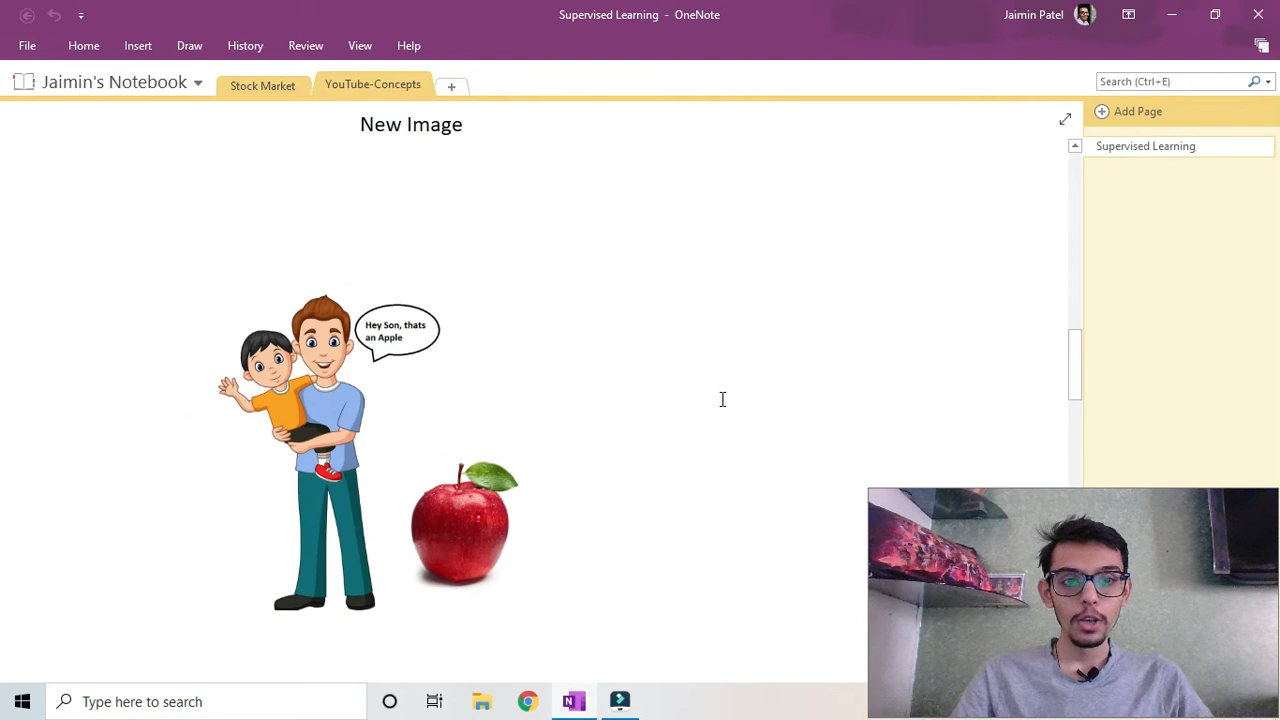 Supervised Learning - OneNote
Jaimin Patel
File Home Insert Draw History Review View Help
Jaimin's Notebook
Stock Market
YouTube-Concepts
Search (Ctrl+E)
New Image
Add Page
Supervised Learning
Hey Son, thats
an Apple
Type here to search